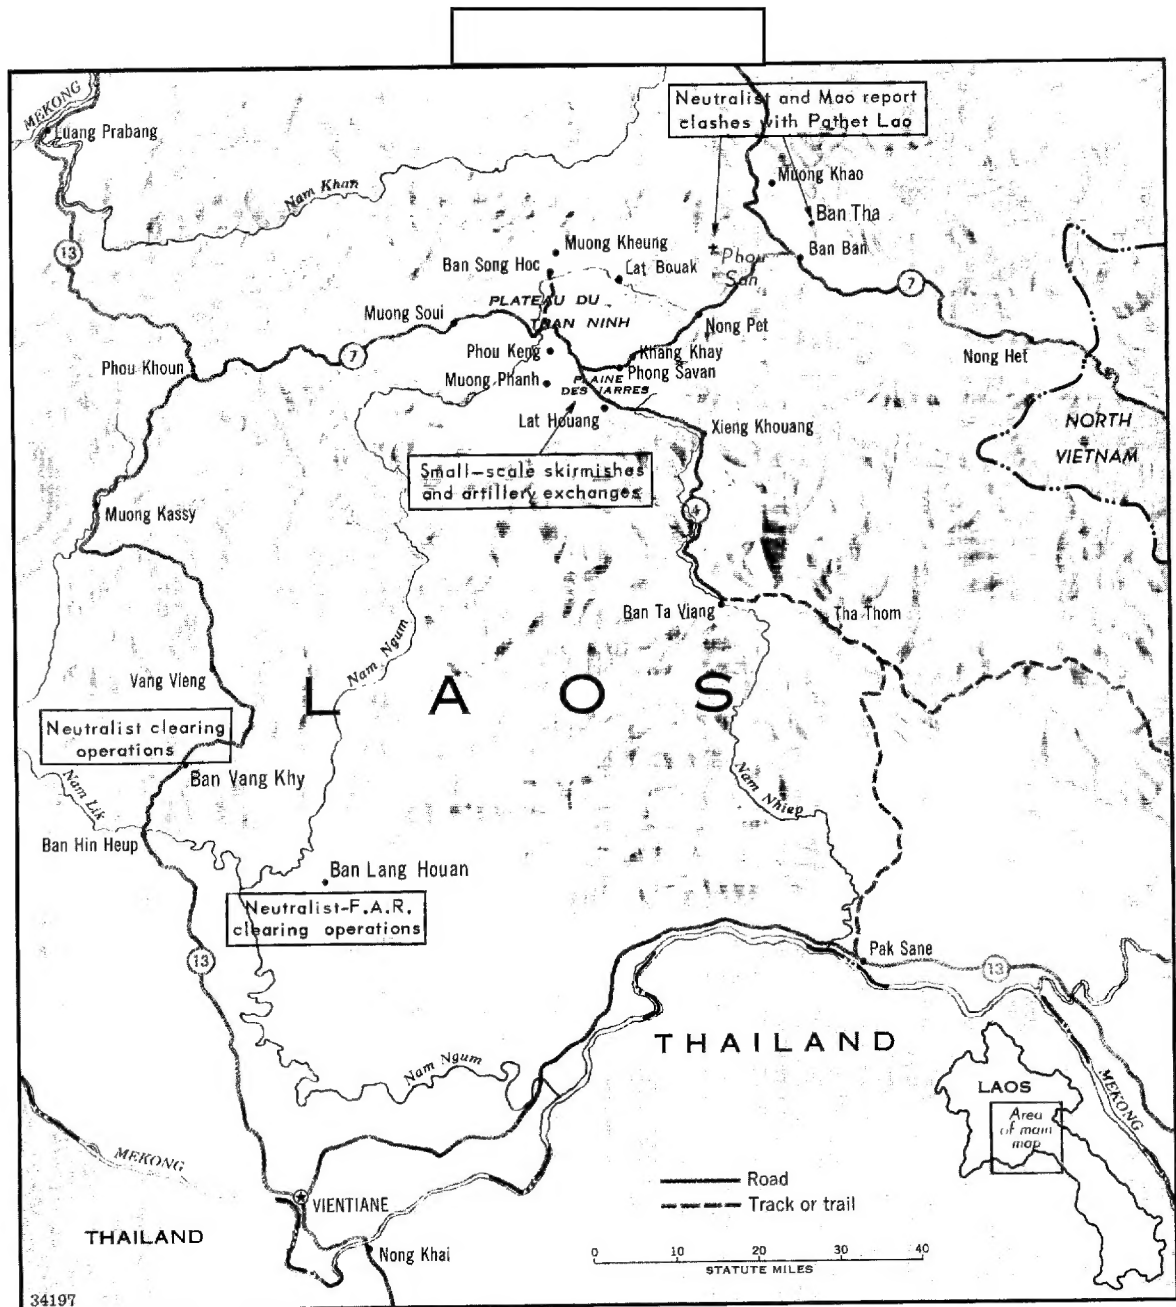 MEKONG
Luang Prabang
Neutralist and Mao report
clashes with Pathet Lao
Muong Khao
Nam Khan
Ban Tha
13
Muong Kheung
Ban Ban
Phou
San
Ban Song Hoc
Lat Bouak
7
PLATEAU DU
TRAN NINH
Muong Soui
Nong Pet
Phou Keng
Khang Khay
Nong Het
7
Phou Khoun
Phong Savan
Muong Phanh
PLAINE
DES JARRES
Lat Houang
Xieng Khouang
NORTH
VIETNAM
Small-scale skirmishes
and artillery exchanges
Muong Kassy
4
Ban Ta Viang
Tha Thom
Nam Ngum
Vang Vieng
LAOS
Neutralist clearing
operations
Ban Vang Khy
Nam Lik
Nam Nhiep
Ban Hin Heup
Ban Lang Houan
Neutralist-F.A.R.
clearing operations
13
Pak Sane
13
THAILAND
Nam Ngum
LAOS
Area
of main
map
MEKONG
MEKONG
Road
VIENTIANE
Track or trail
THAILAND
Nong Khai
0 10 20 30 40
STATUTE MILES
34197